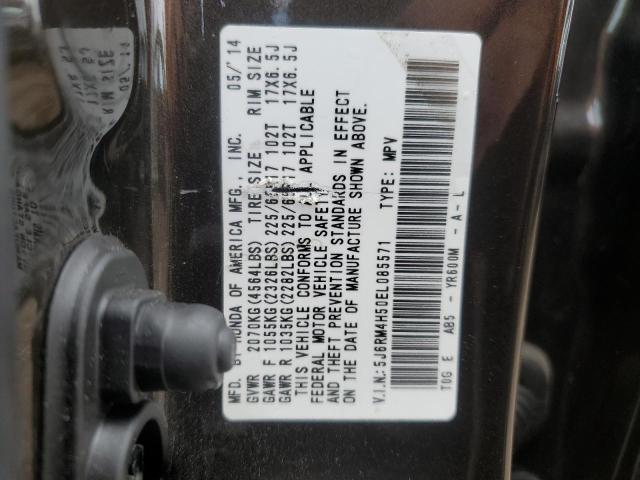 MFD. BY HONDA OF AMERICA MFG., INC. 05/ 14
GVWR 2070KG(4564LBS) TIRE SIZE RIM SIZE
GAWR F 1055KG(2326LBS) 225/65R17 102T 17X6.5J
GAWR R 1035KG(2282LBS) 225/65R17 102T 17X6.5J
THIS VEHICLE CONFORMS TO ALL APPLICABLE
FEDERAL MOTOR VEHICLE SAFETY
AND THEFT PREVENTION STANDARDS IN EFFECT
ON THE DATE OF MANUFACTURE SHOWN ABOVE.
V.I.N.: 5J6RM4H50EL085571 TYPE: MPV
T0G E AB5 - YR600M - A - L